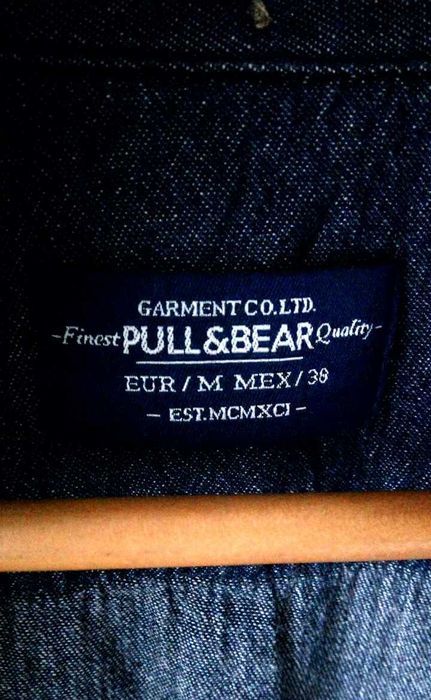 GARMENT CO.LTD.
-Finest PULL&BEAR Quality-
EUR / M MEX / 38
- EST.MCMXCI -